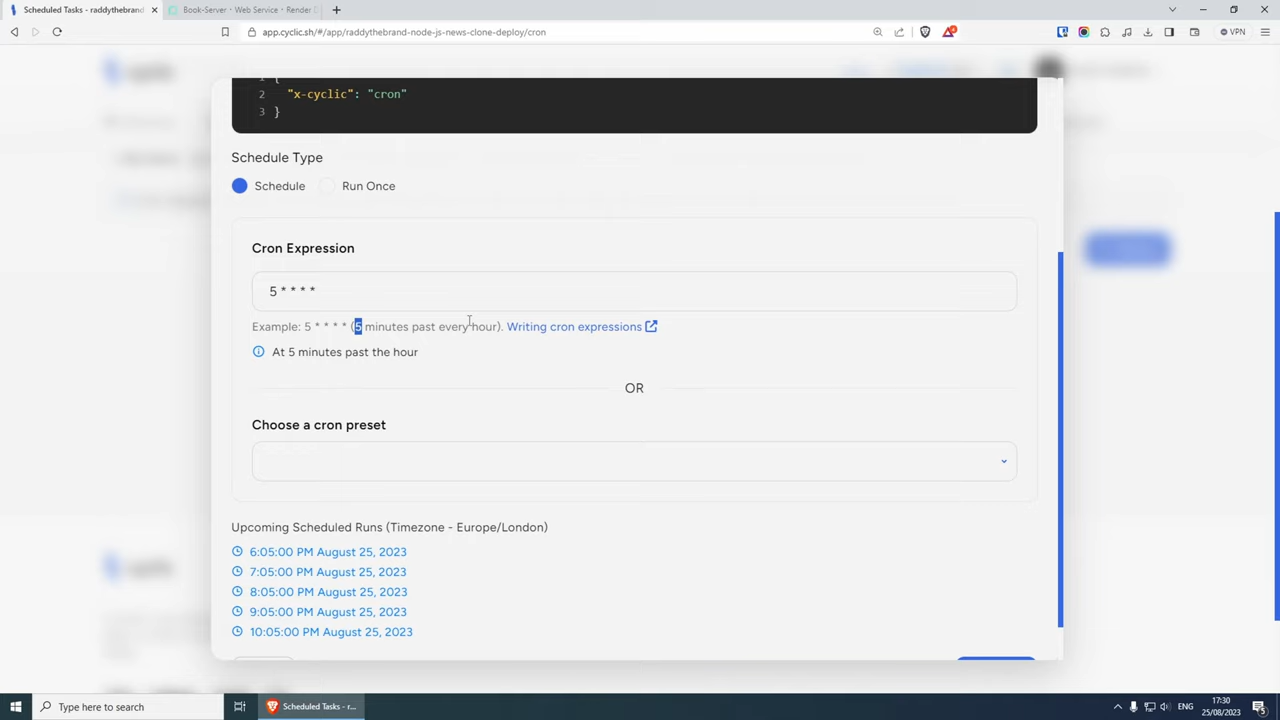 Scheduled Tasks - raddythebrand
Book-Server · Web Service · Render D
app.cyclic.sh/#/app/raddythebrand-node-js-news-clone-deploy/cron
VPN
1 {
2 "x-cyclic": "cron"
3 }
Schedule Type
Schedule
Run Once
Cron Expression
5 * * * *
Example: 5 * * * * (5 minutes past every hour). Writing cron expressions
At 5 minutes past the hour
OR
Choose a cron preset
Upcoming Scheduled Runs (Timezone - Europe/London)
6:05:00 PM August 25, 2023
7:05:00 PM August 25, 2023
8:05:00 PM August 25, 2023
9:05:00 PM August 25, 2023
10:05:00 PM August 25, 2023
Type here to search
Scheduled Tasks - r...
ENG
17:30
25/08/2023
5